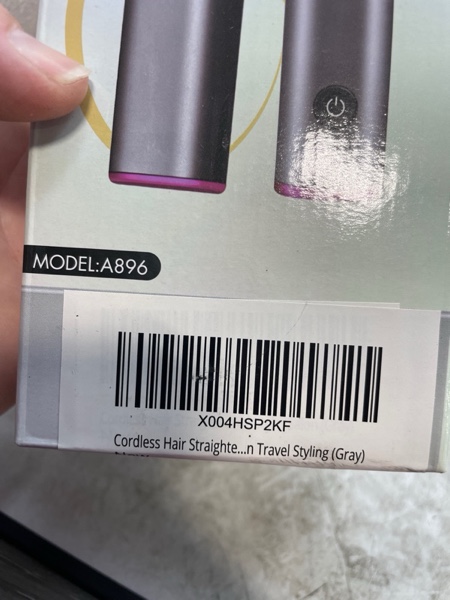 MODEL:A896
X004HSP2KF
Cordless Hair Straighte...n Travel Styling (Gray)